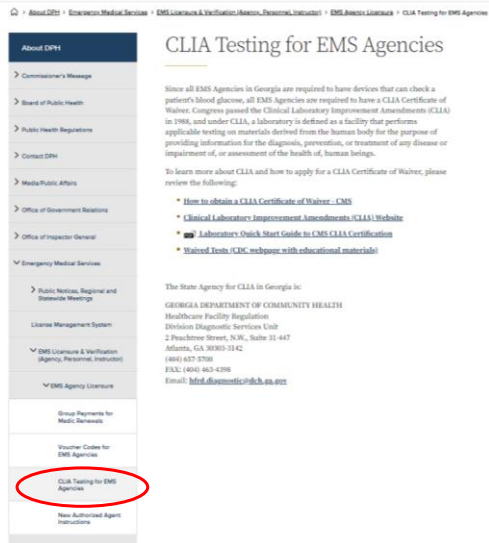 About DPH > Emergency Medical Services > EMS Licensure & Verification (Agency, Personnel, Instructor) > EMS Agency Licensure > CLIA Testing for EMS Agencies
About DPH
Commissioner's Message
Board of Public Health
Public Health Regulations
Contact DPH
Media/Public Affairs
Office of Government Relations
Office of Inspector General
Emergency Medical Services
Public Notices, Regional and
Statewide Meetings
License Management System
EMS Licensure & Verification
(Agency, Personnel, Instructor)
EMS Agency Licensure
Group Payments for
Medic Renewals
Voucher Codes for
EMS Agencies
CLIA Testing for EMS
Agencies
New Authorized Agent
Instructions
CLIA Testing for EMS Agencies
Since all EMS Agencies in Georgia are required to have devices that can check a
patient's blood glucose, all EMS Agencies are required to have a CLIA Certificate of
Waiver. Congress passed the Clinical Laboratory Improvement Amendments (CLIA)
in 1988, and under CLIA, a laboratory is defined as a facility that performs
applicable testing on materials derived from the human body for the purpose of
providing information for the diagnosis, prevention, or treatment of any disease or
impairment of, or assessment of the health of, human beings.
To learn more about CLIA and how to apply for a CLIA Certificate of Waiver, please
review the following:
How to obtain a CLIA Certificate of Waiver - CMS
Clinical Laboratory Improvement Amendments (CLIA) Website
Laboratory Quick Start Guide to CMS CLIA Certification
Waived Tests (CDC webpage with educational materials)
The State Agency for CLIA in Georgia is:
GEORGIA DEPARTMENT OF COMMUNITY HEALTH
Healthcare Facility Regulation
Division Diagnostic Services Unit
2 Peachtree Street, N.W., Suite 31-447
Atlanta, GA 30303-3142
(404) 657-5700
FAX: (404) 463-4398
Email: hfrd.diagnostic@dch.ga.gov